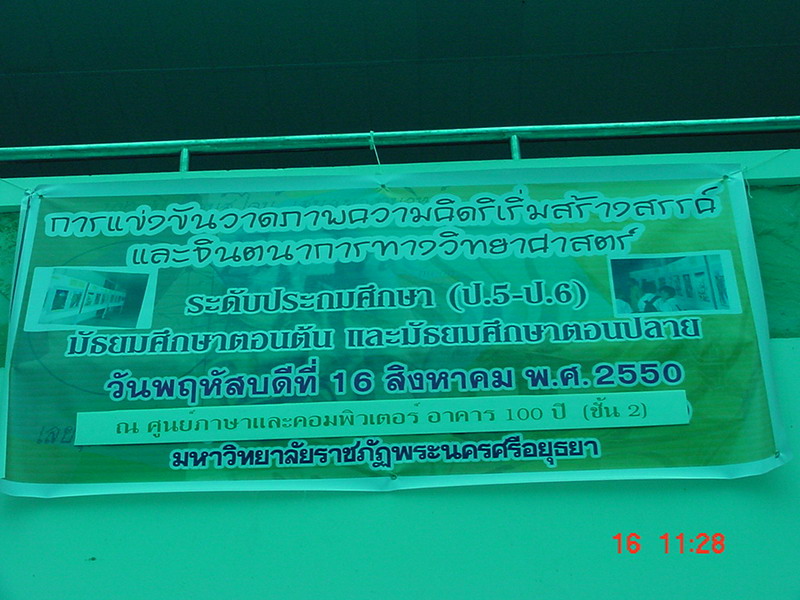 การแข่งขันวาดภาพความคิดริเริ่มสร้างสรรค์
และจินตนาการทางวิทยาศาสตร์
ระดับประถมศึกษา (ป.5-ป.6)
มัธยมศึกษาตอนต้น และมัธยมศึกษาตอนปลาย
วันพฤหัสบดีที่ 16 สิงหาคม พ.ศ.2550
ณ ศูนย์ภาษาและคอมพิวเตอร์ อาคาร 100 ปี (ชั้น 2)
มหาวิทยาลัยราชภัฏพระนครศรีอยุธยา
16 11:28